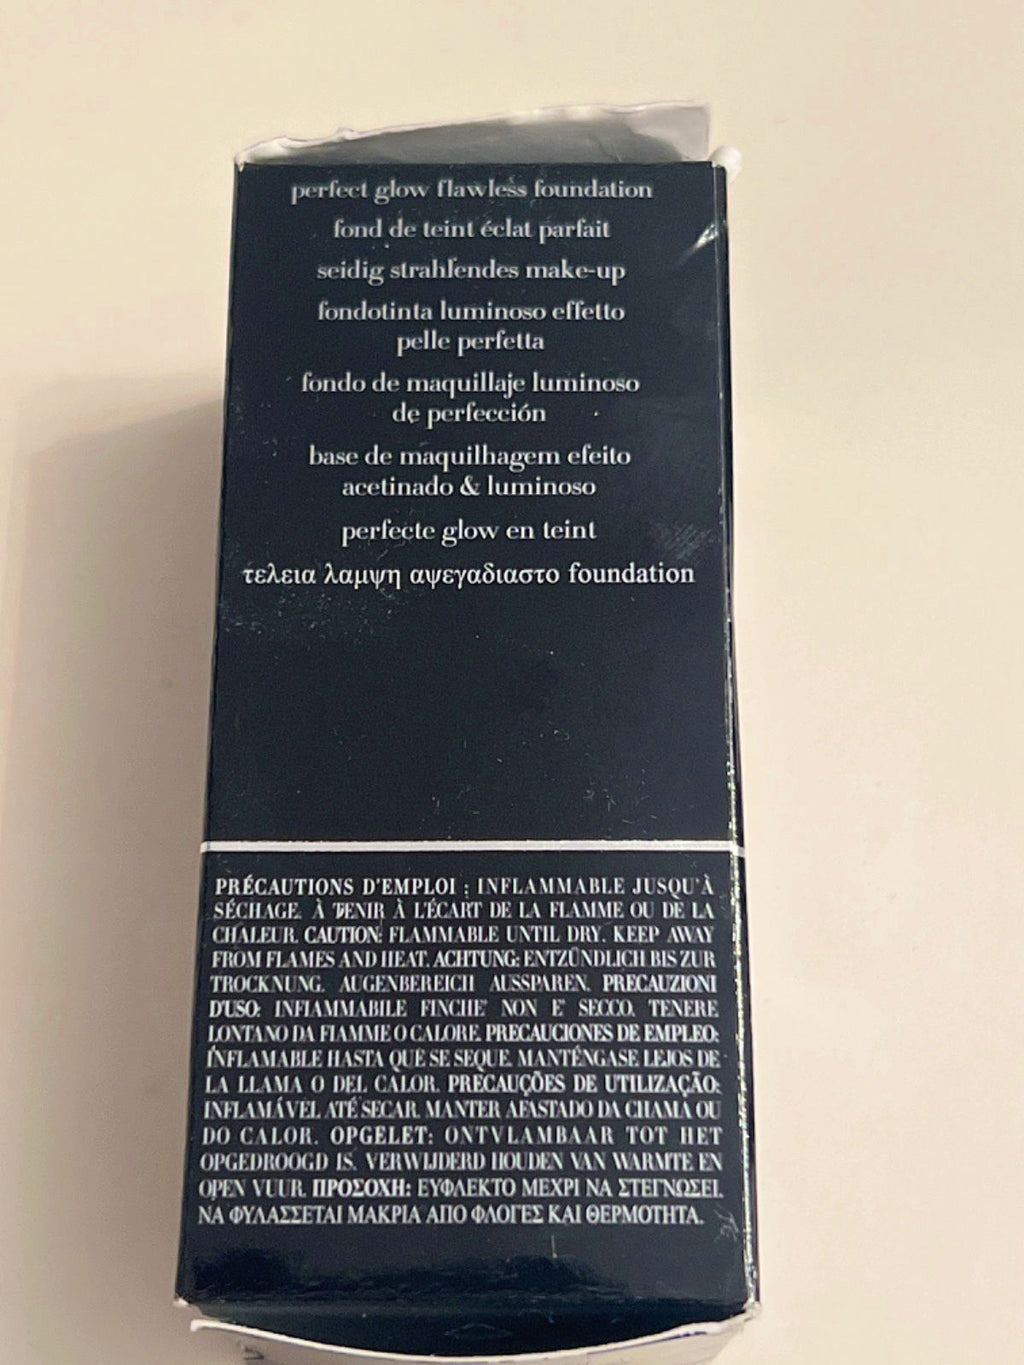 perfect glow flawless foundation
fond de teint éclat parfait
seidig strahlendes make-up
fondotinta luminoso effetto
pelle perfetta
fondo de maquillaje luminoso
de perfección
base de maquilhagem efeito
acetinado & luminoso
perfecte glow en teint
τελεια λαμψη αψεγαδιαστο foundation
PRÉCAUTIONS D'EMPLOI : INFLAMMABLE JUSQU'À
SÉCHAGE. À TENIR À L'ÉCART DE LA FLAMME OU DE LA
CHALEUR. CAUTION: FLAMMABLE UNTIL DRY. KEEP AWAY
FROM FLAMES AND HEAT. ACHTUNG: ENTZÜNDLICH BIS ZUR
TROCKNUNG. AUGENBEREICH AUSSPAREN. PRECAUZIONI
D'USO: INFIAMMABILE FINCHE' NON E' SECCO. TENERE
LONTANO DA FIAMME O CALORE. PRECAUCIONES DE EMPLEO:
INFLAMABLE HASTA QUE SE SEQUE. MANTÉNGASE LEJOS DE
LA LLAMA O DEL CALOR. PRECAUÇÕES DE UTILIZAÇÃO:
INFLAMÁVEL ATÉ SECAR. MANTER AFASTADO DA CHAMA OU
DO CALOR. OPGELET: ONTVLAMBAAR TOT HET
OPGEDROOGD IS. VERWIJDERD HOUDEN VAN WARMTE EN
OPEN VUUR. ΠΡΟΣΟΧΗ: ΕΥΦΛΕΚΤΟ ΜΕΧΡΙ ΝΑ ΣΤΕΓΝΩΣΕΙ.
ΝΑ ΦΥΛΑΣΣΕΤΑΙ ΜΑΚΡΙΑ ΑΠΟ ΦΛΟΓΕΣ ΚΑΙ ΘΕΡΜΟΤΗΤΑ.